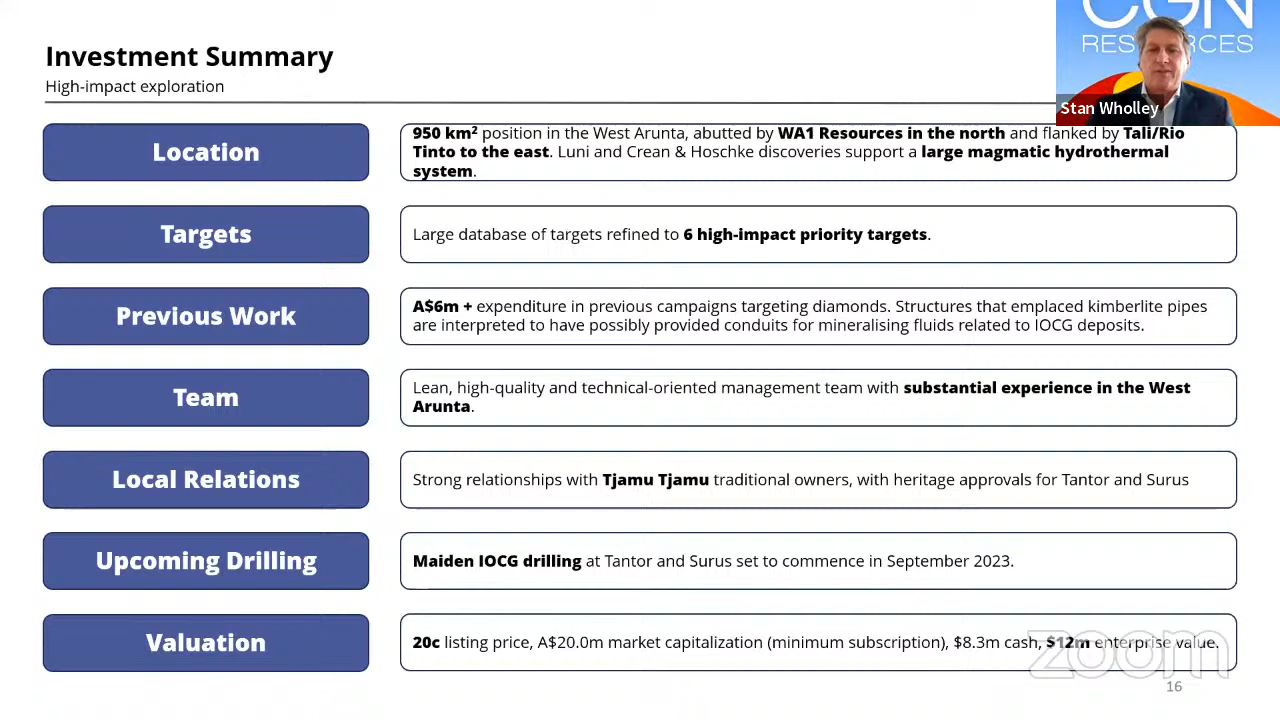 CGN
RESOURCES
Stan Wholley
Investment Summary
High-impact exploration
Location
950 km² position in the West Arunta, abutted by WA1 Resources in the north and flanked by Tali/Rio
Tinto to the east. Luni and Crean & Hoschke discoveries support a large magmatic hydrothermal
system.
Targets
Large database of targets refined to 6 high-impact priority targets.
Previous Work
A$6m + expenditure in previous campaigns targeting diamonds. Structures that emplaced kimberlite pipes
are interpreted to have possibly provided conduits for mineralising fluids related to IOCG deposits.
Team
Lean, high-quality and technical-oriented management team with substantial experience in the West
Arunta.
Local Relations
Strong relationships with Tjamu Tjamu traditional owners, with heritage approvals for Tantor and Surus
Upcoming Drilling
Maiden IOCG drilling at Tantor and Surus set to commence in September 2023.
Valuation
20c listing price, A$20.0m market capitalization (minimum subscription), $8.3m cash, $12m enterprise value.
zoom
16